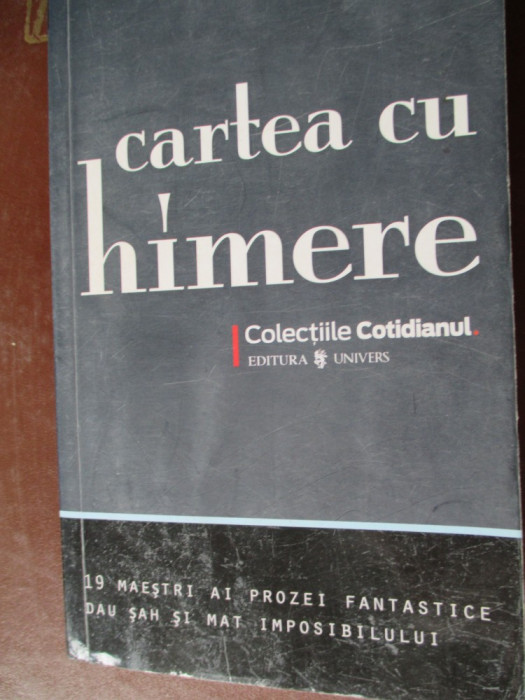 cartea cu
himere
Colecțiile Cotidianul.
EDITURA UNIVERS
19 MAEȘTRI AI PROZEI FANTASTICE
DAU ȘAH ȘI MAT IMPOSIBILULUI